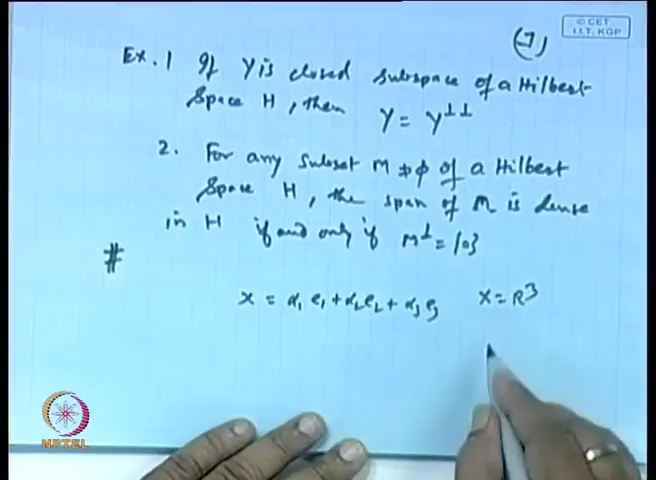 (7)
© CET
I.I.T. KGP
Ex. 1 If Y is closed subspace of a Hilbert
Space H, then Y = Y⊥⊥
2. For any subset M ≠ φ of a Hilbert
Space H, the span of M is dense
in H if and only if M⊥ = {0}
#
x = α₁ e₁ + α₂ e₂ + α₃ e₃ X = R³
NPTEL